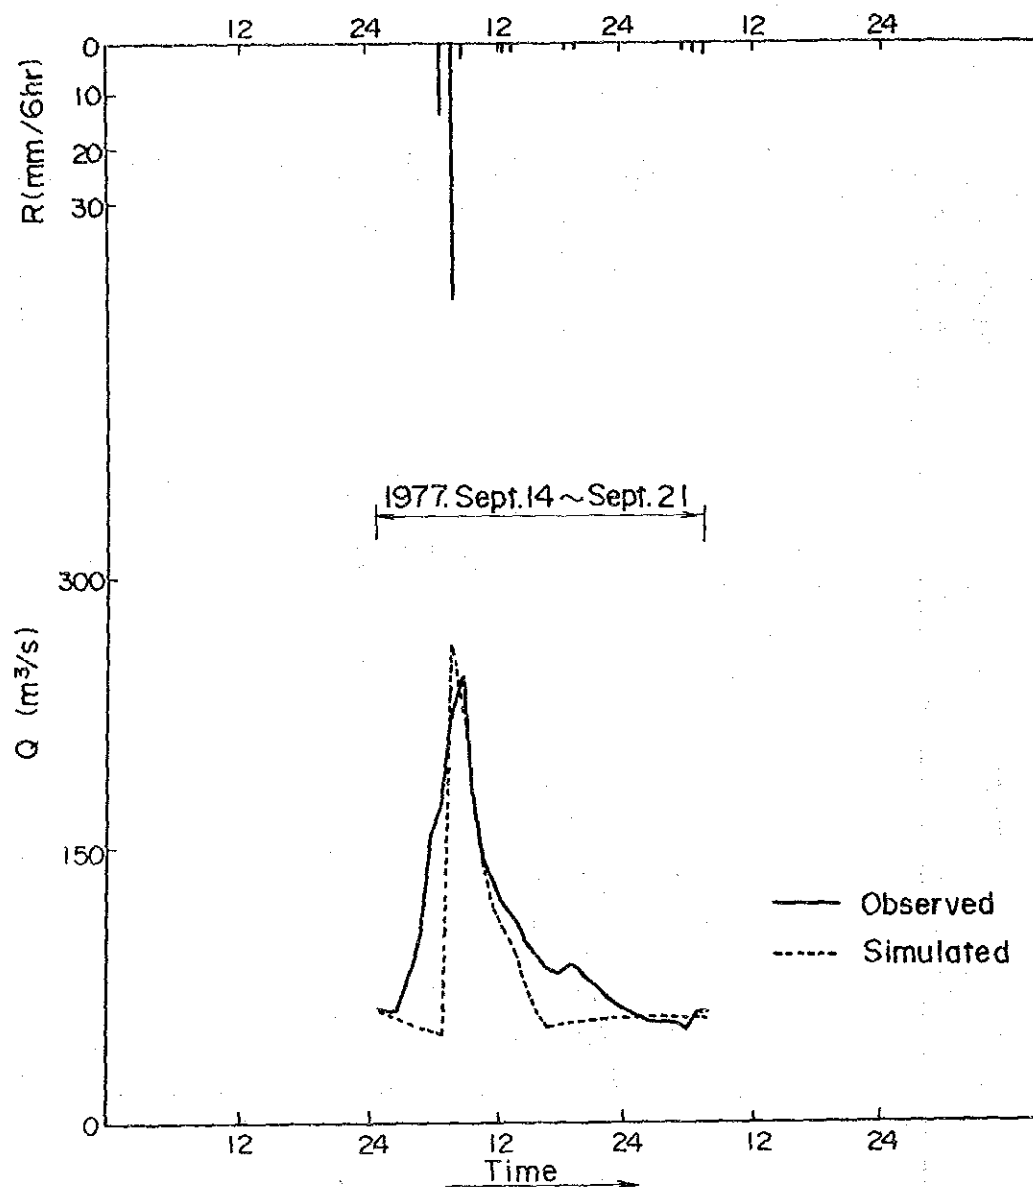 12 24 12 24 12 24
0
10
20
30
R(mm/6hr)
1977. Sept.14～Sept.21
300
150
0
Q (m³/s)
Observed
Simulated
12 24 12 24 12 24
Time